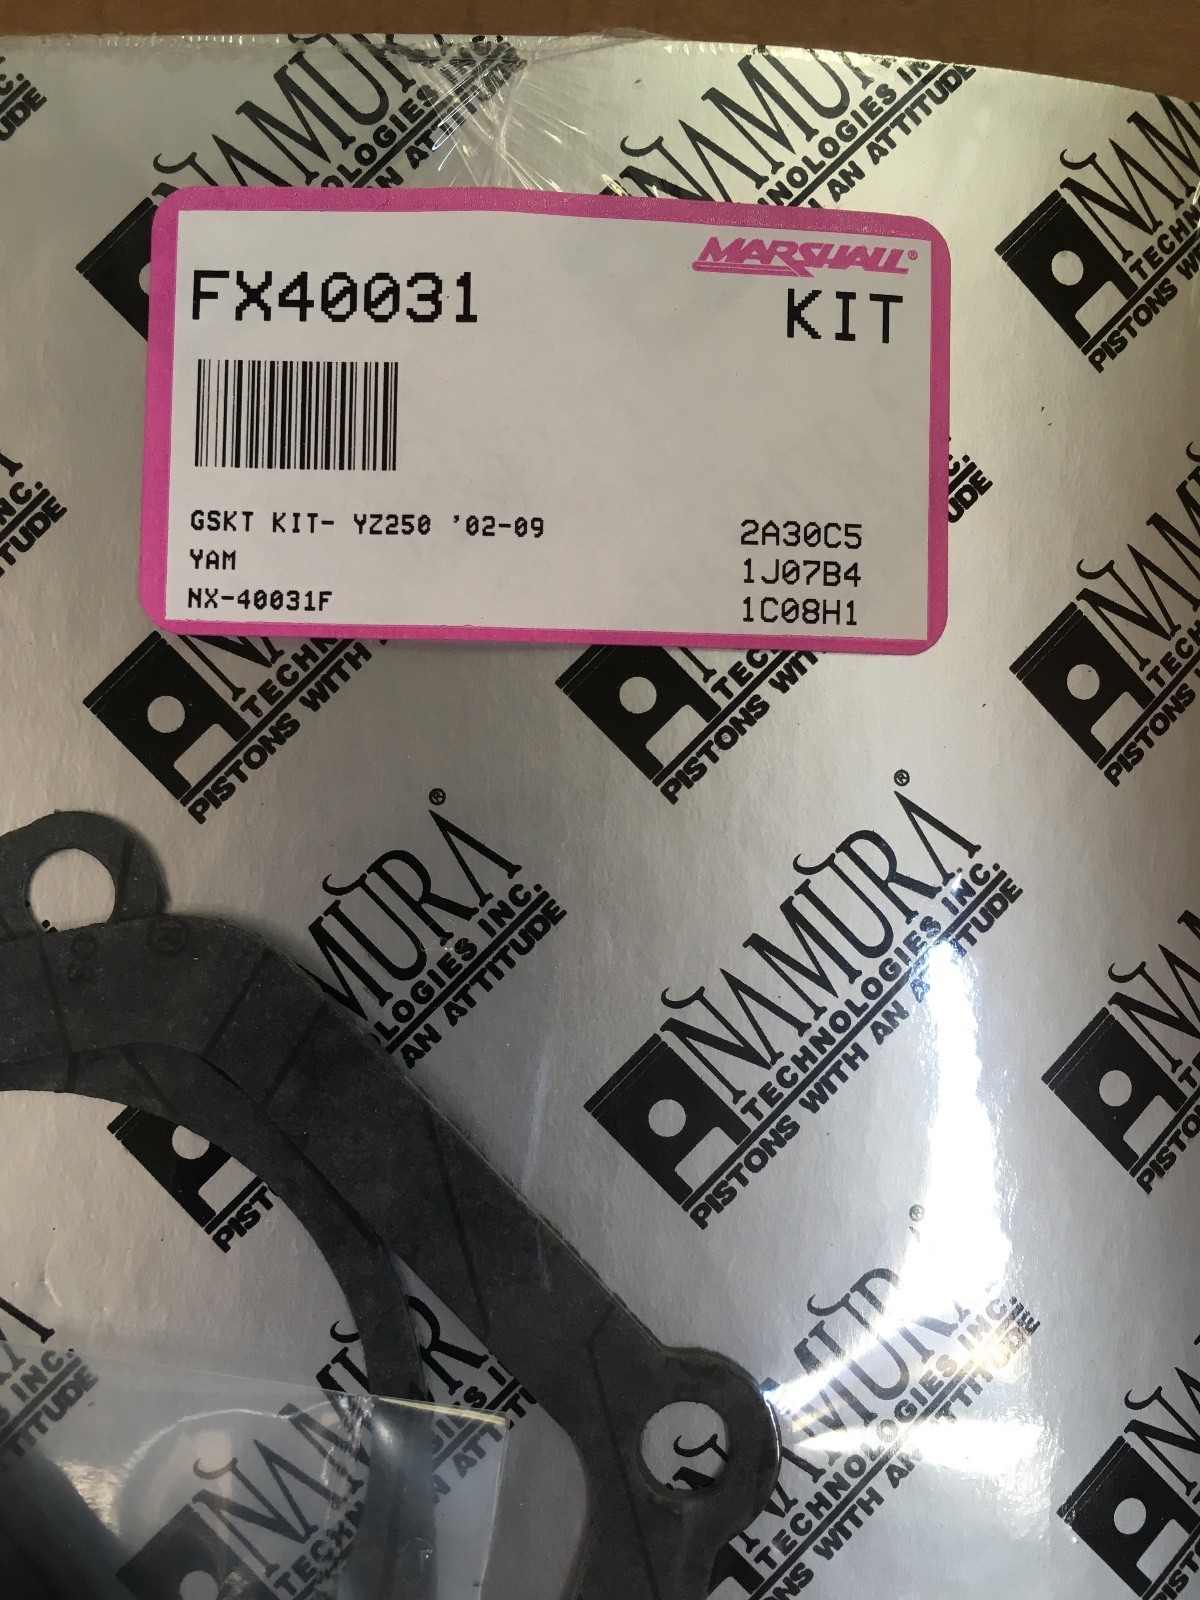 MARSHALL®
FX40031
KIT
GSKT KIT- YZ250 '02-09
YAM
NX-40031F
2A30C5
1J07B4
1C08H1
NAMURA
TECHNOLOGIES INC.
PISTONS WITH AN ATTITUDE